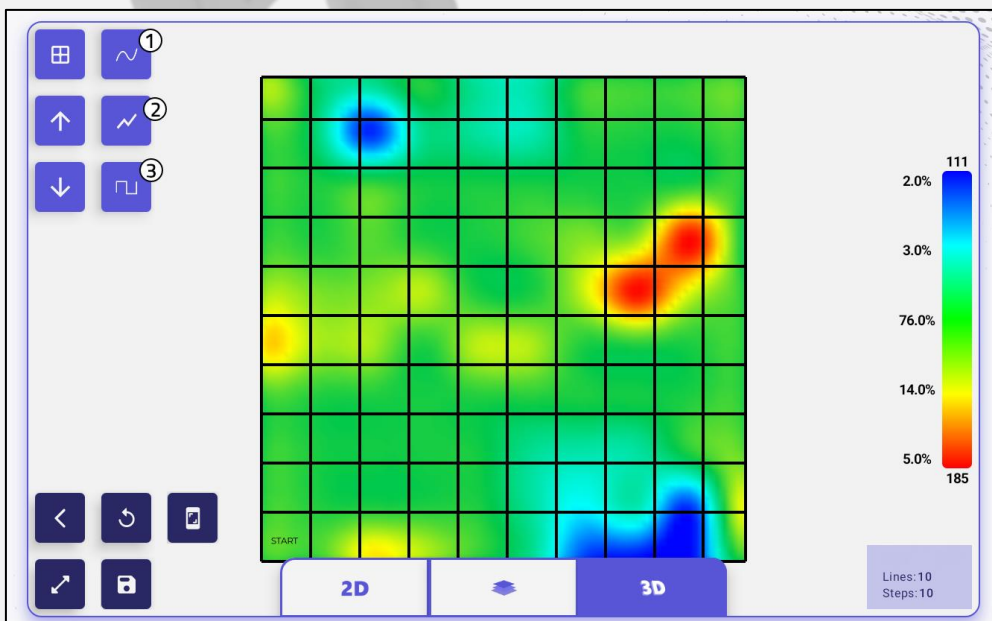 ①
②
③
111
2.0%
3.0%
76.0%
14.0%
5.0%
185
START
2D
3D
Lines:10
Steps:10